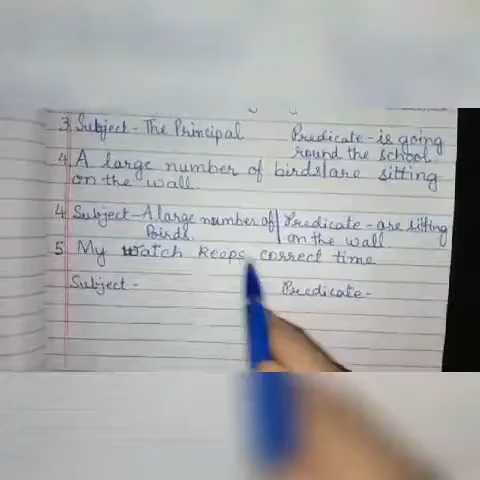 3 Subject - The Principal Predicate - is going
round the school
4 A large number of birds|are sitting
on the wall.
4 Subject - A large number of| Predicate - are sitting
Birds. on the wall
5 My watch keeps correct time
Subject - Predicate -